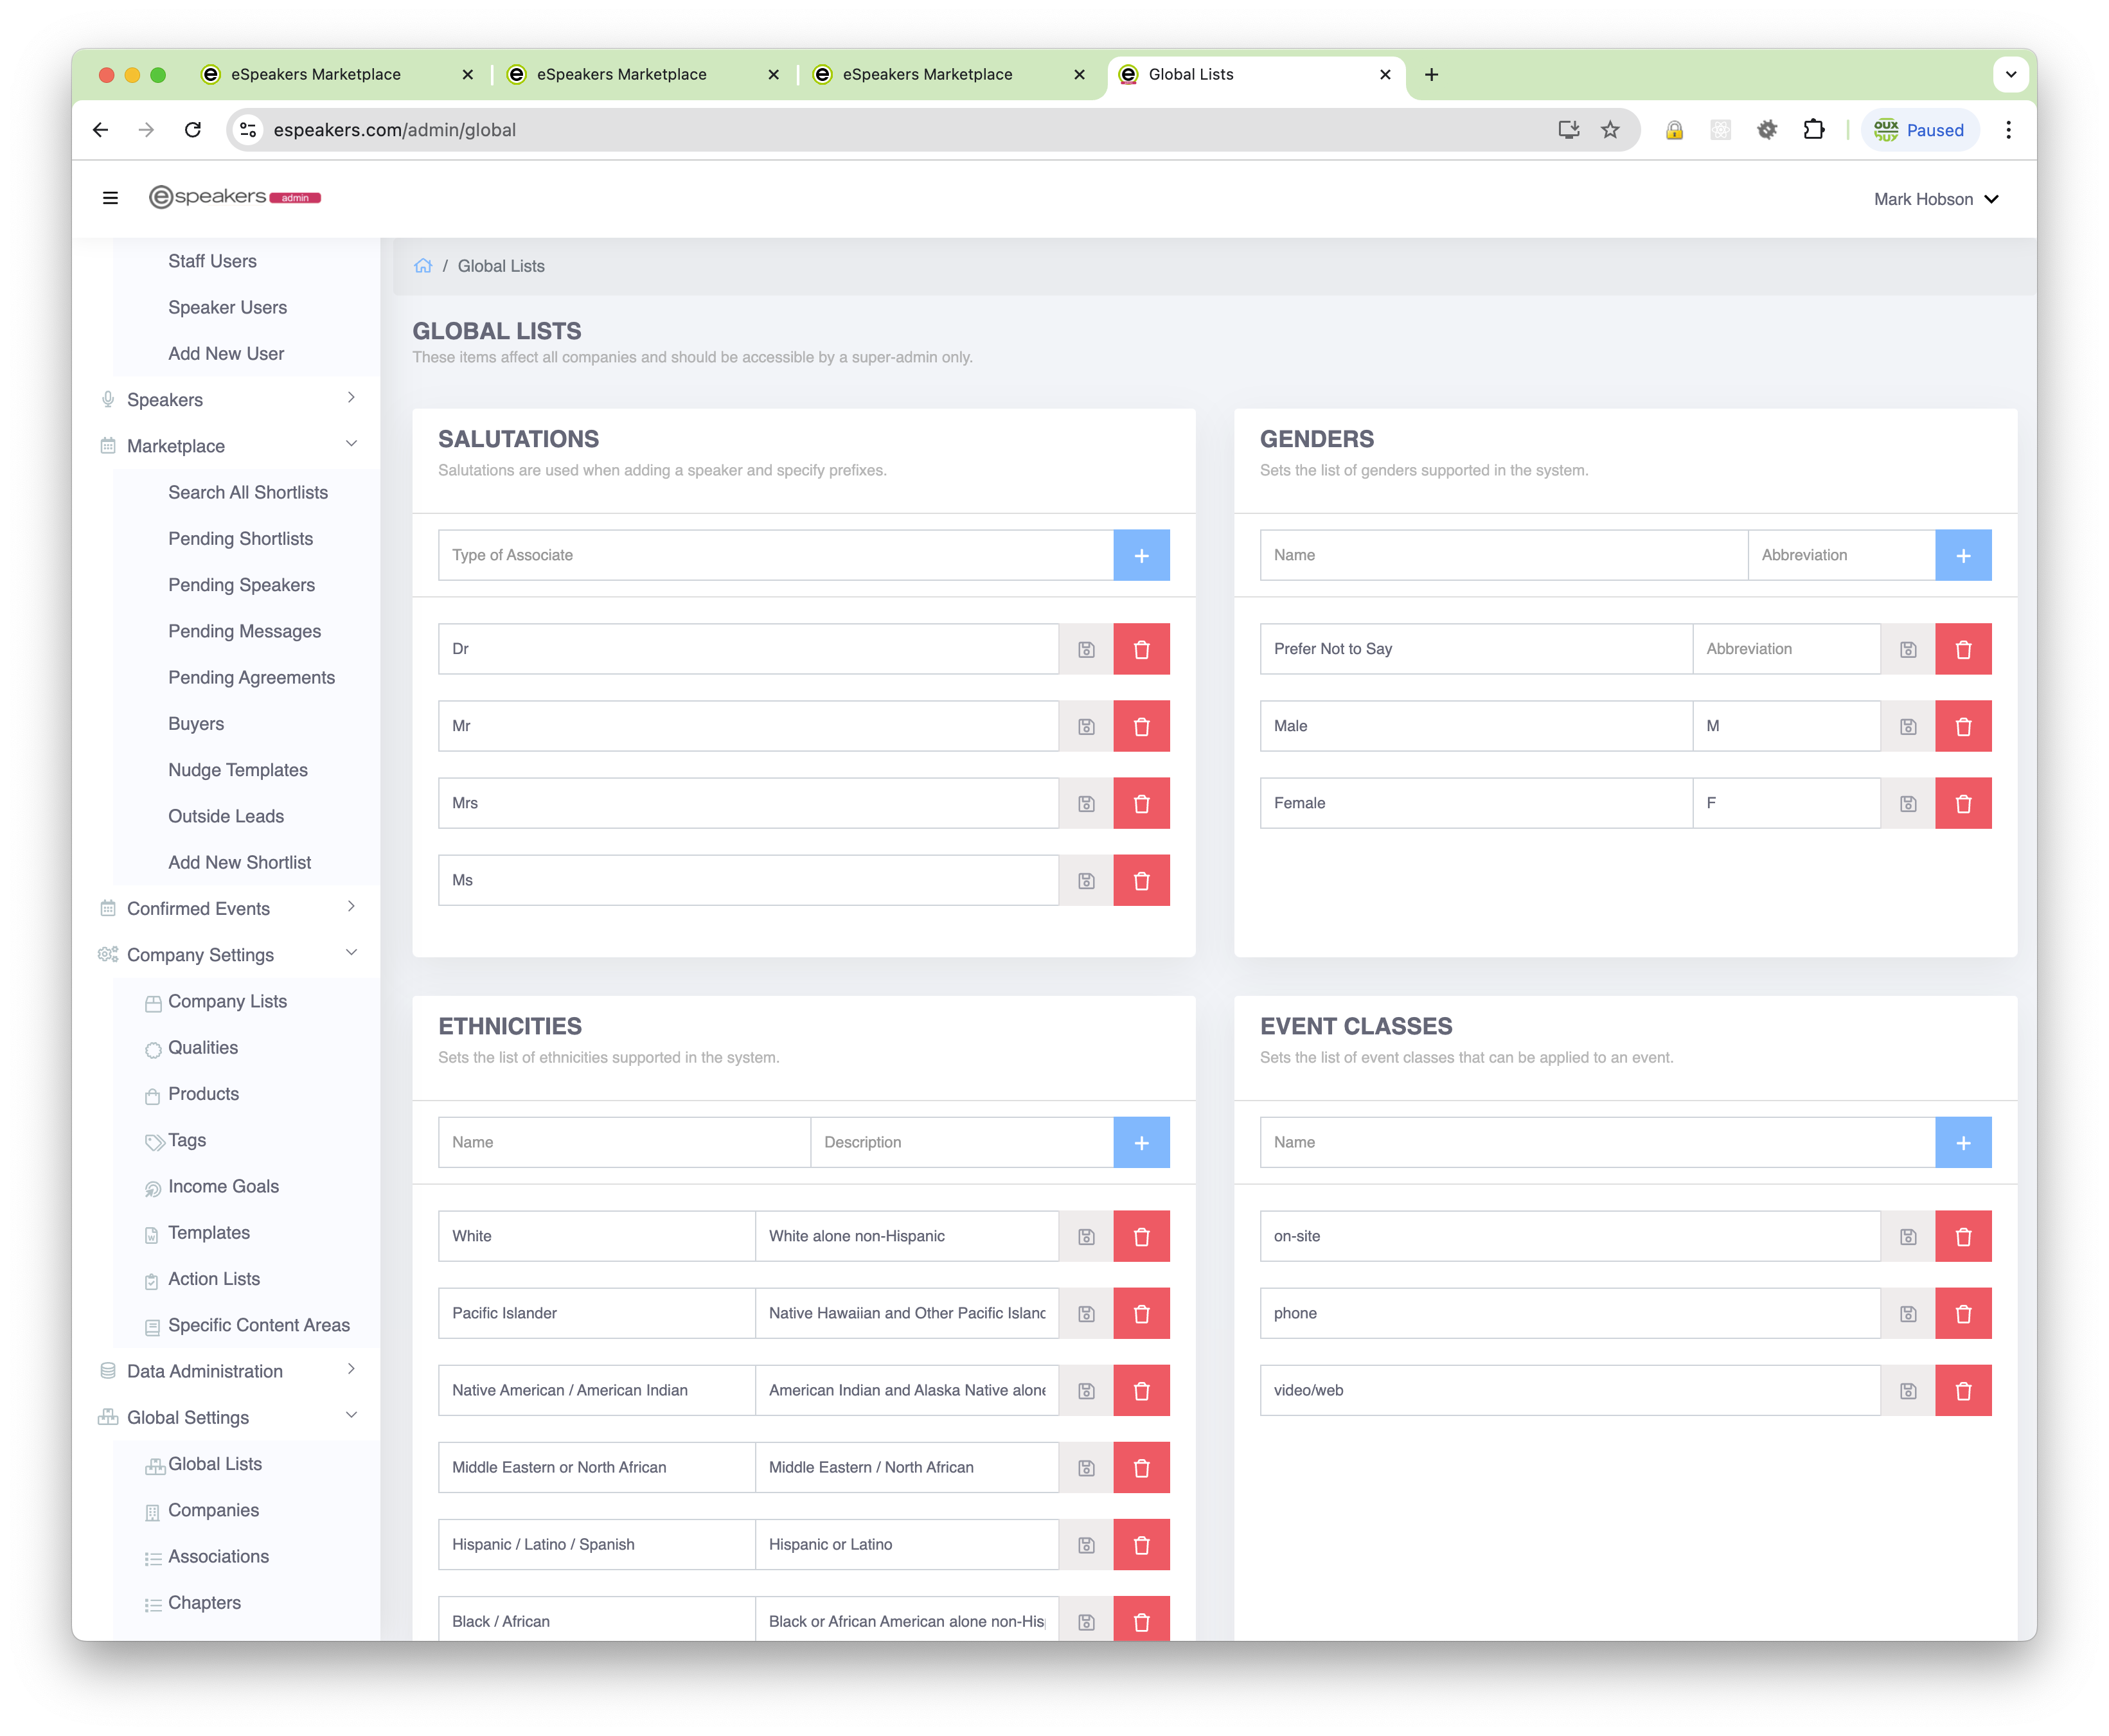 eSpeakers Marketplace
eSpeakers Marketplace
eSpeakers Marketplace
Global Lists
espeakers.com/admin/global
Paused
espeakers admin
Mark Hobson
Staff Users
Speaker Users
Add New User
Speakers
Marketplace
Search All Shortlists
Pending Shortlists
Pending Speakers
Pending Messages
Pending Agreements
Buyers
Nudge Templates
Outside Leads
Add New Shortlist
Confirmed Events
Company Settings
Company Lists
Qualities
Products
Tags
Income Goals
Templates
Action Lists
Specific Content Areas
Data Administration
Global Settings
Global Lists
Companies
Associations
Chapters
/ Global Lists
GLOBAL LISTS
These items affect all companies and should be accessible by a super-admin only.
SALUTATIONS
Salutations are used when adding a speaker and specify prefixes.
Type of Associate
Dr
Mr
Mrs
Ms
GENDERS
Sets the list of genders supported in the system.
Name Abbreviation
Prefer Not to Say Abbreviation
Male M
Female F
ETHNICITIES
Sets the list of ethnicities supported in the system.
Name Description
White White alone non-Hispanic
Pacific Islander Native Hawaiian and Other Pacific Islanc
Native American / American Indian American Indian and Alaska Native alone
Middle Eastern or North African Middle Eastern / North African
Hispanic / Latino / Spanish Hispanic or Latino
Black / African Black or African American alone non-His
EVENT CLASSES
Sets the list of event classes that can be applied to an event.
Name
on-site
phone
video/web